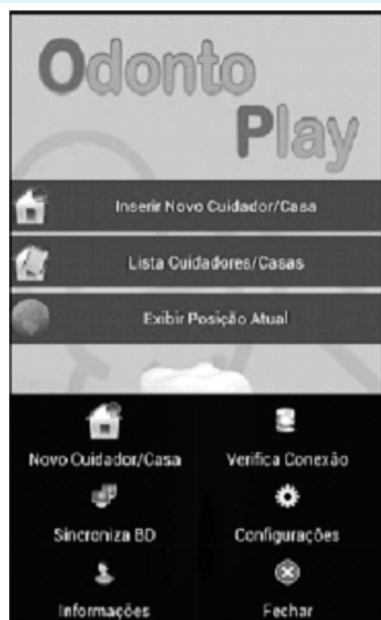 Odonto
Play
Inserir Novo Cuidador/Casa
Lista Cuidadores/Casas
Exibir Posição Atual
Novo Cuidador/Casa
Verifica Conexão
Sincroniza BD
Configurações
Informações
Fechar